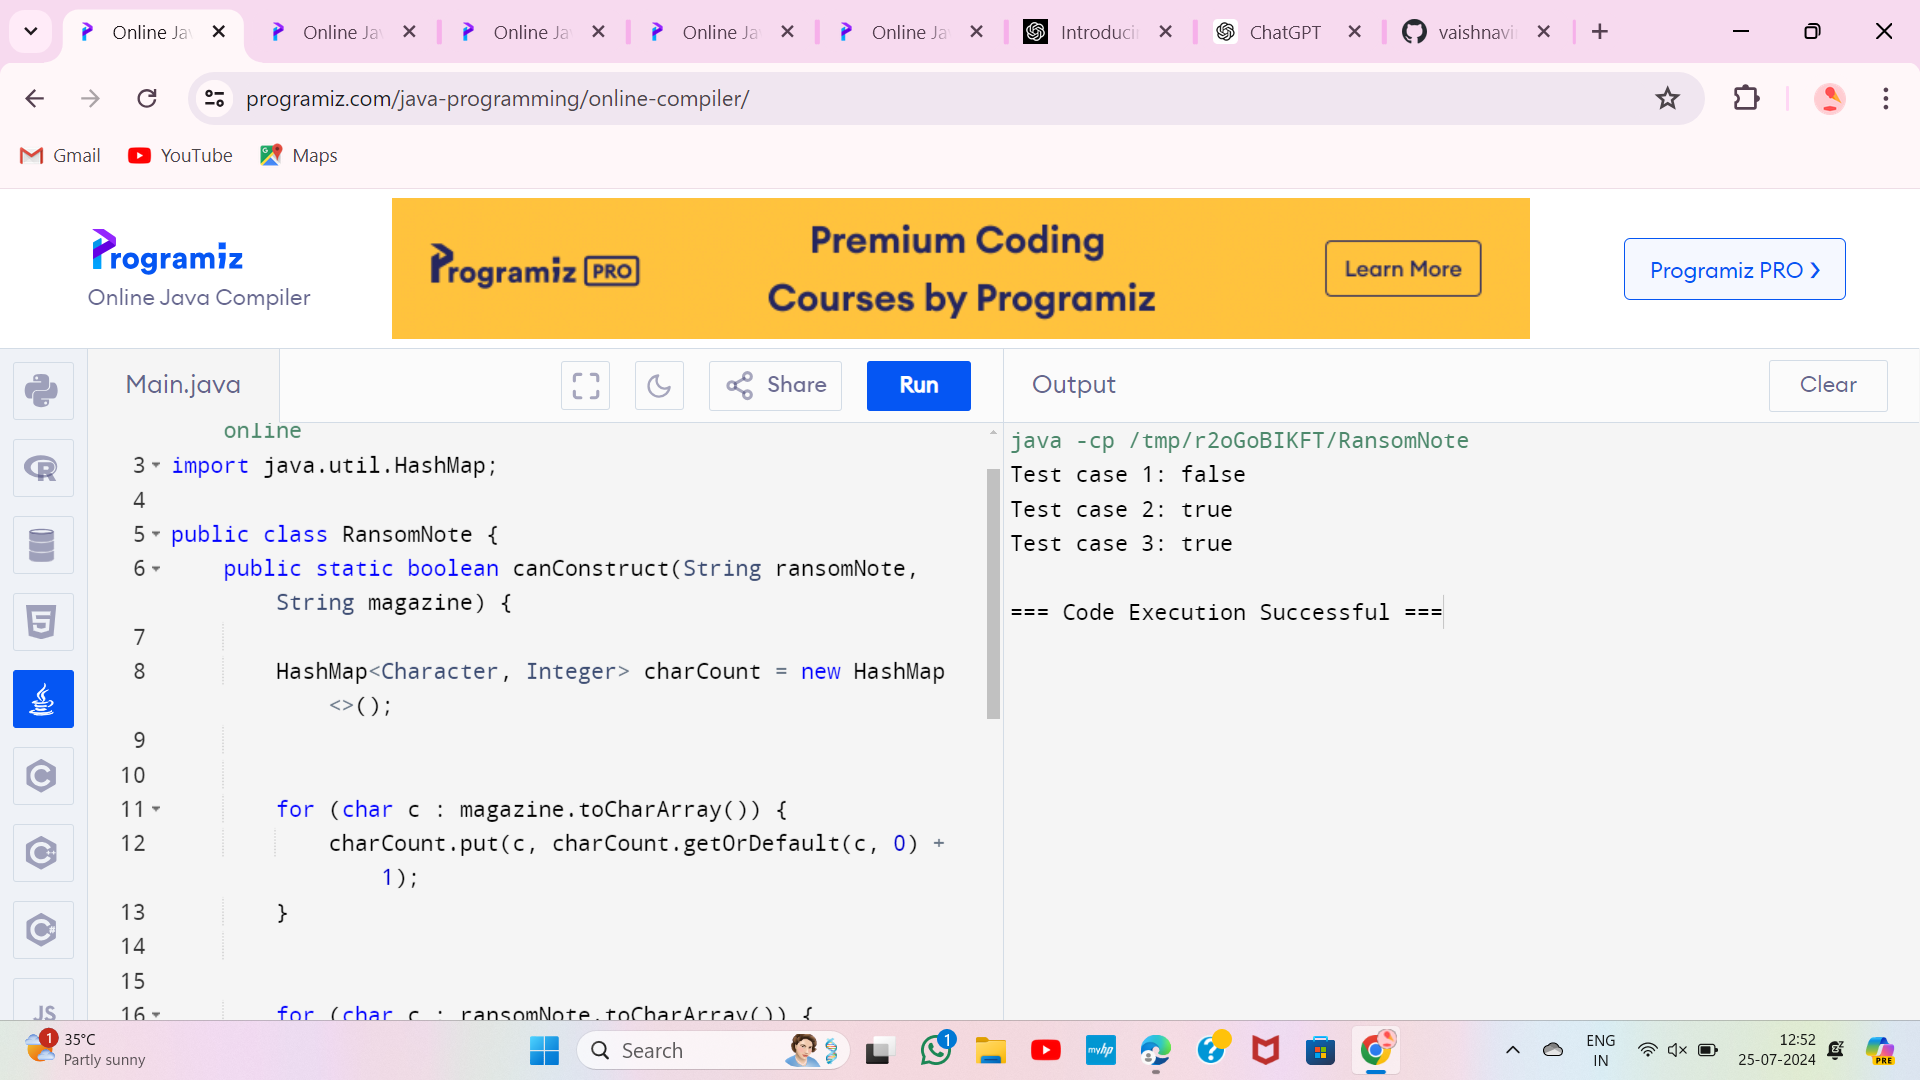 Online Ja
Online Ja
Online Ja
Online Ja
Online Ja
Introducin
ChatGPT
vaishnavi
programiz.com/java-programming/online-compiler/
Gmail
YouTube
Maps
Programiz
Online Java Compiler
Programiz PRO
Premium Coding
Courses by Programiz
Learn More
Programiz PRO ❯
Main.java
Share
Run
Output
Clear
online
3 import java.util.HashMap;
4
5 public class RansomNote {
6 public static boolean canConstruct(String ransomNote,
String magazine) {
7
8 HashMap<Character, Integer> charCount = new HashMap
<>();
9
10
11 for (char c : magazine.toCharArray()) {
12 charCount.put(c, charCount.getOrDefault(c, 0) +
1);
13 }
14
15
16 for (char c : ransomNote.toCharArray()) {
java -cp /tmp/r2oGoBIKFT/RansomNote
Test case 1: false
Test case 2: true
Test case 3: true
=== Code Execution Successful ===
JS
1
35°C
Partly sunny
Search
1
myhp
ENG
IN
12:52
25-07-2024
PRE